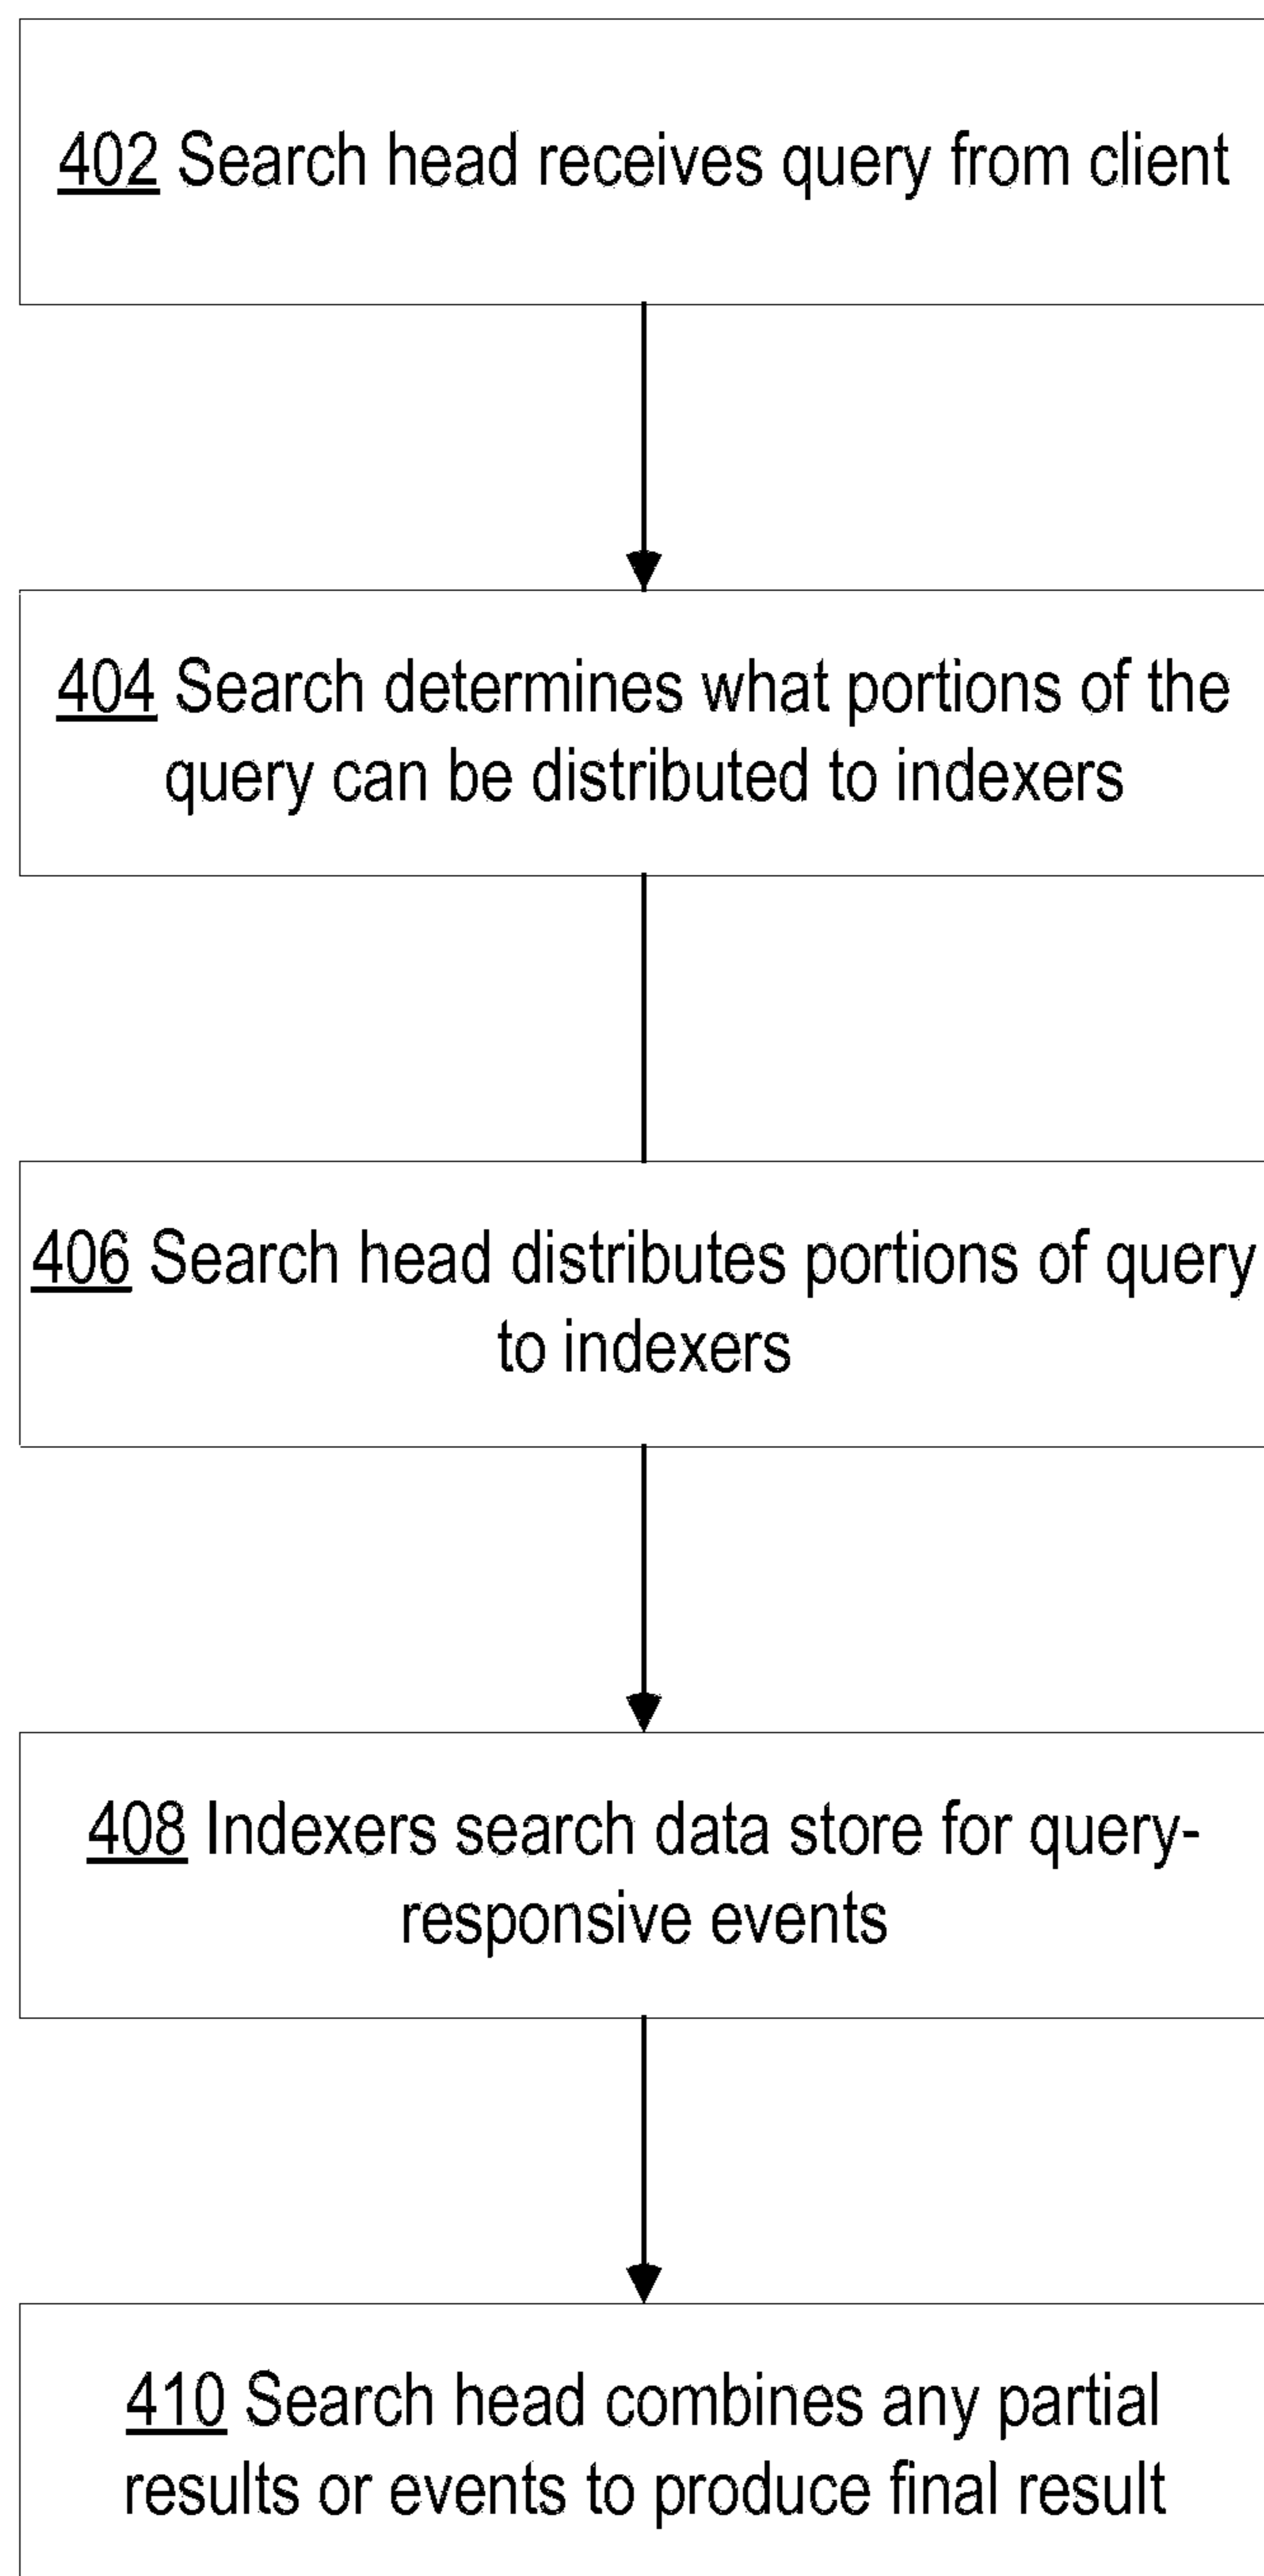 402 Search head receives query from client
404 Search determines what portions of the
query can be distributed to indexers
406 Search head distributes portions of query
to indexers
408 Indexers search data store for query-
responsive events
410 Search head combines any partial
results or events to produce final result